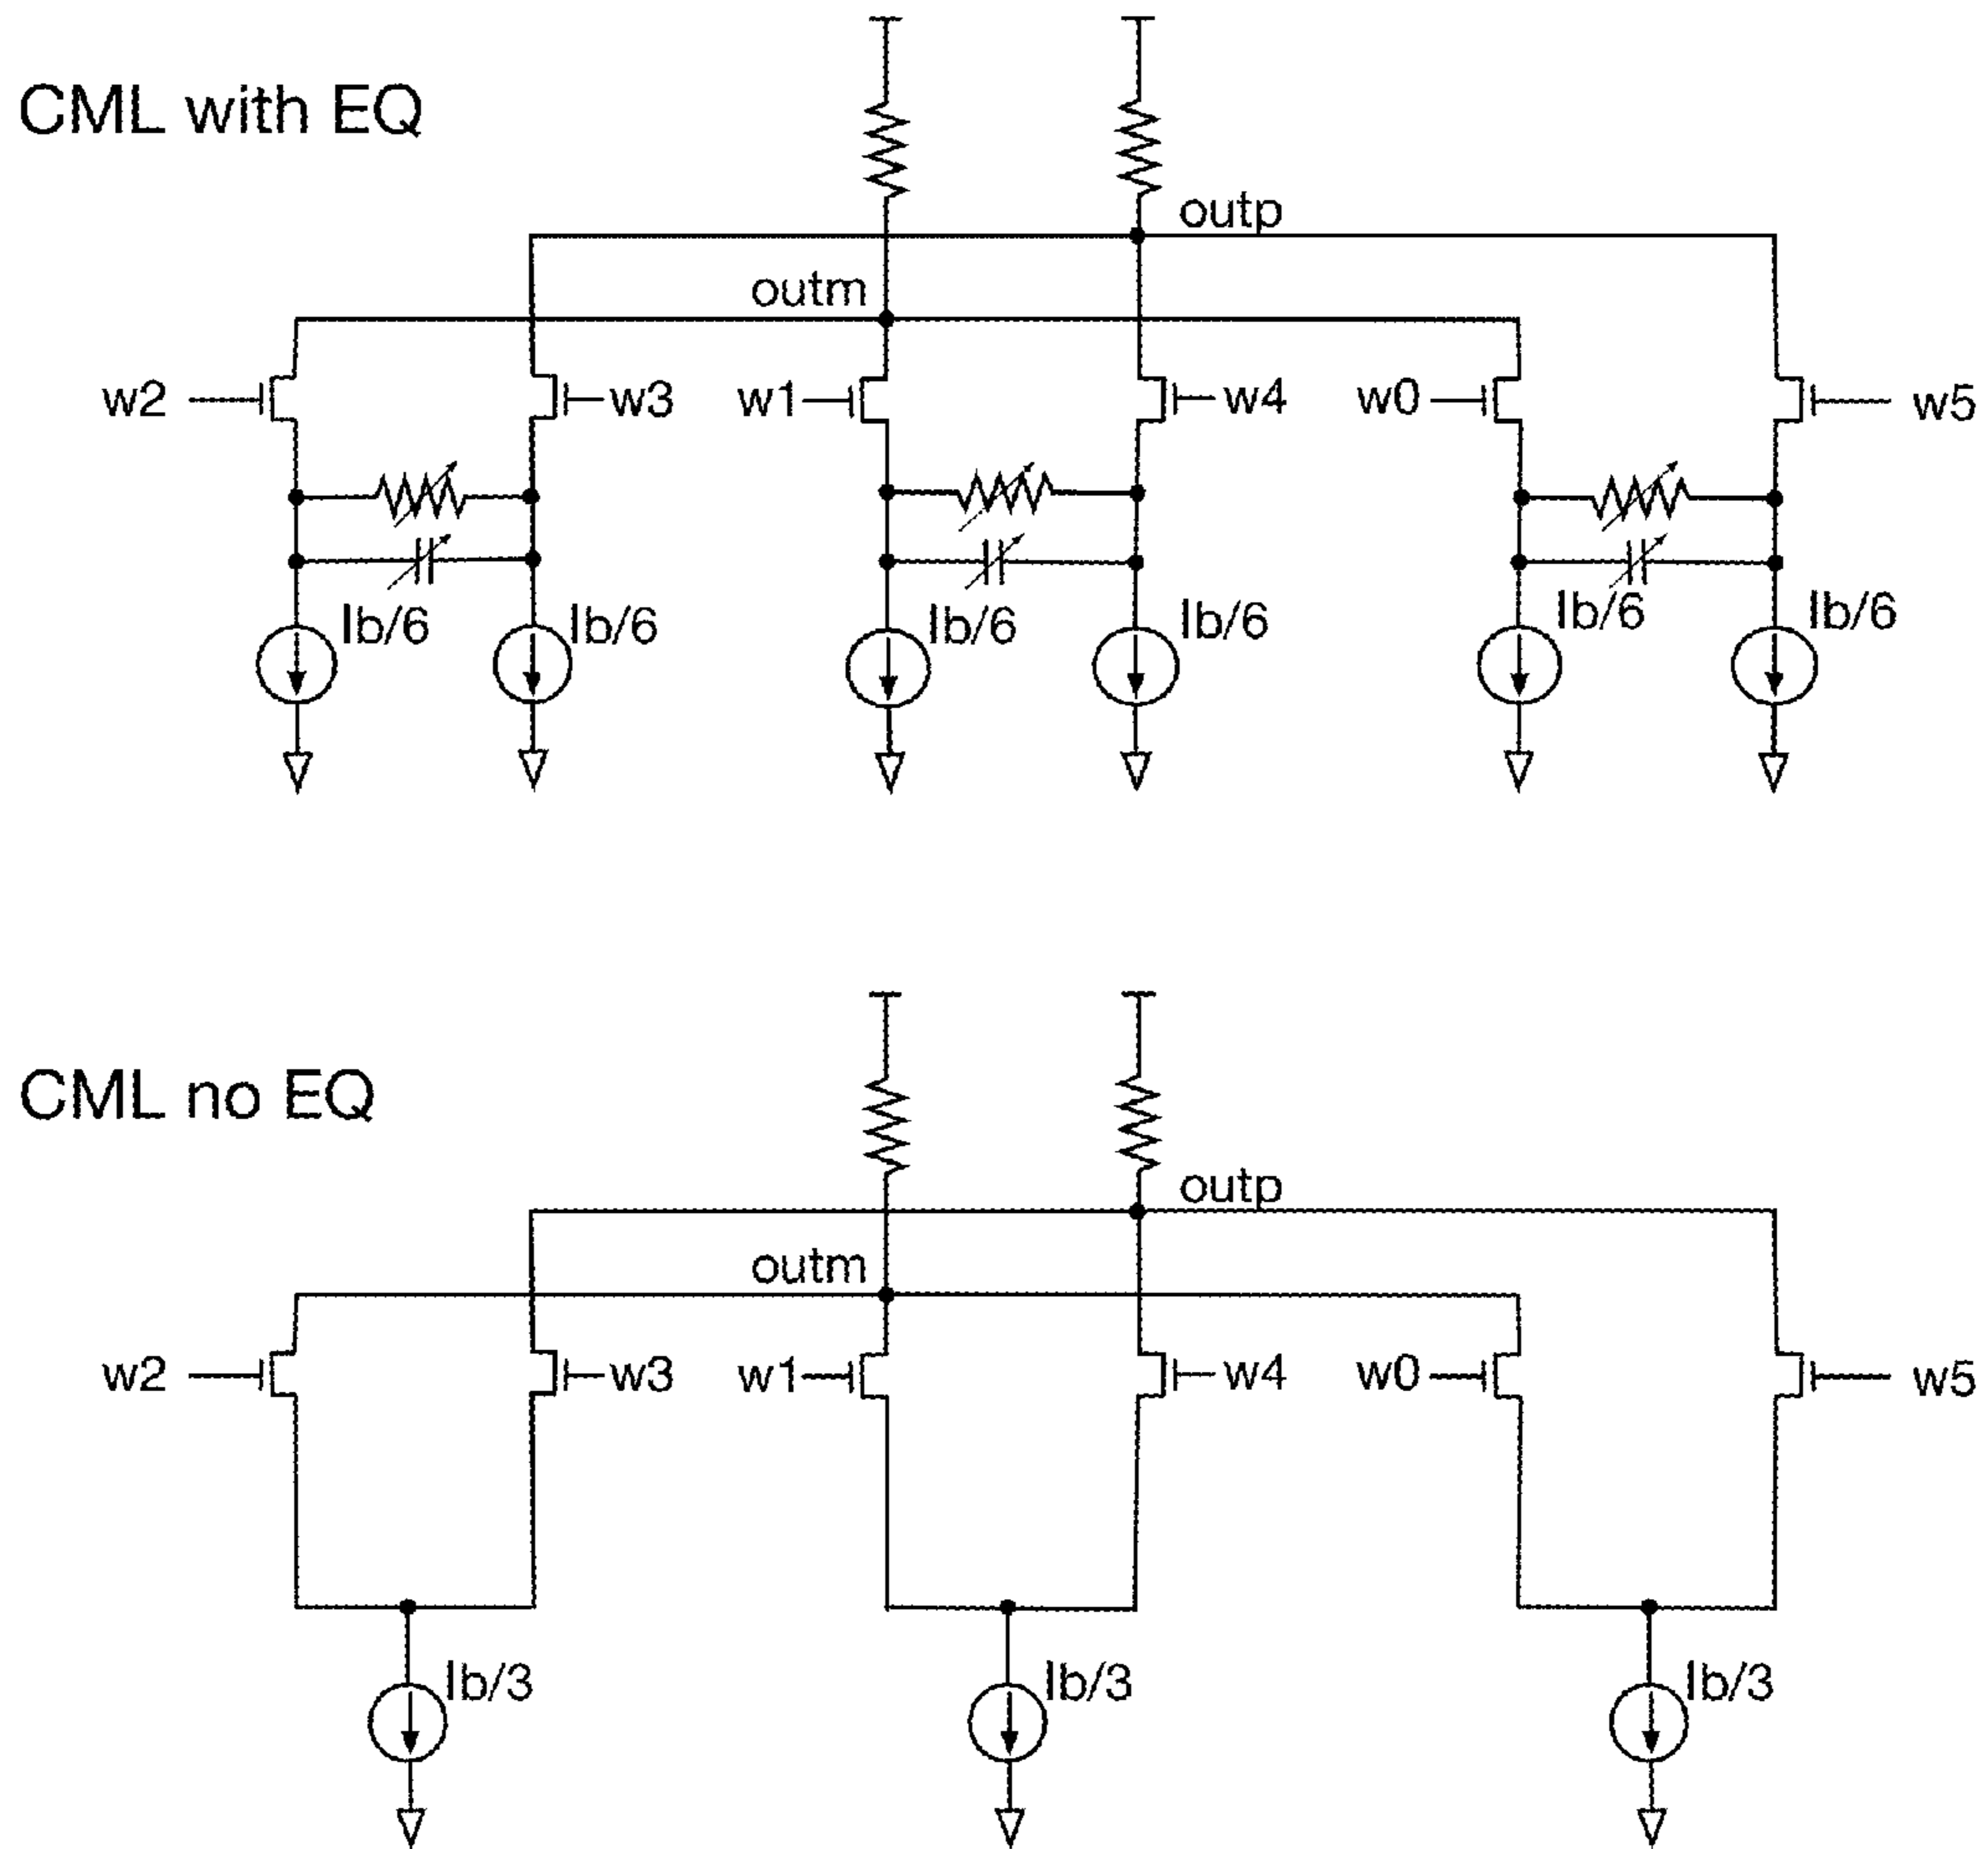 CML with EQ
outp
outm
w2 w3 w1 w4 w0 w5
Ib/6 Ib/6 Ib/6 Ib/6 Ib/6 Ib/6
CML no EQ
outp
outm
w2 w3 w1 w4 w0 w5
Ib/3 Ib/3 Ib/3